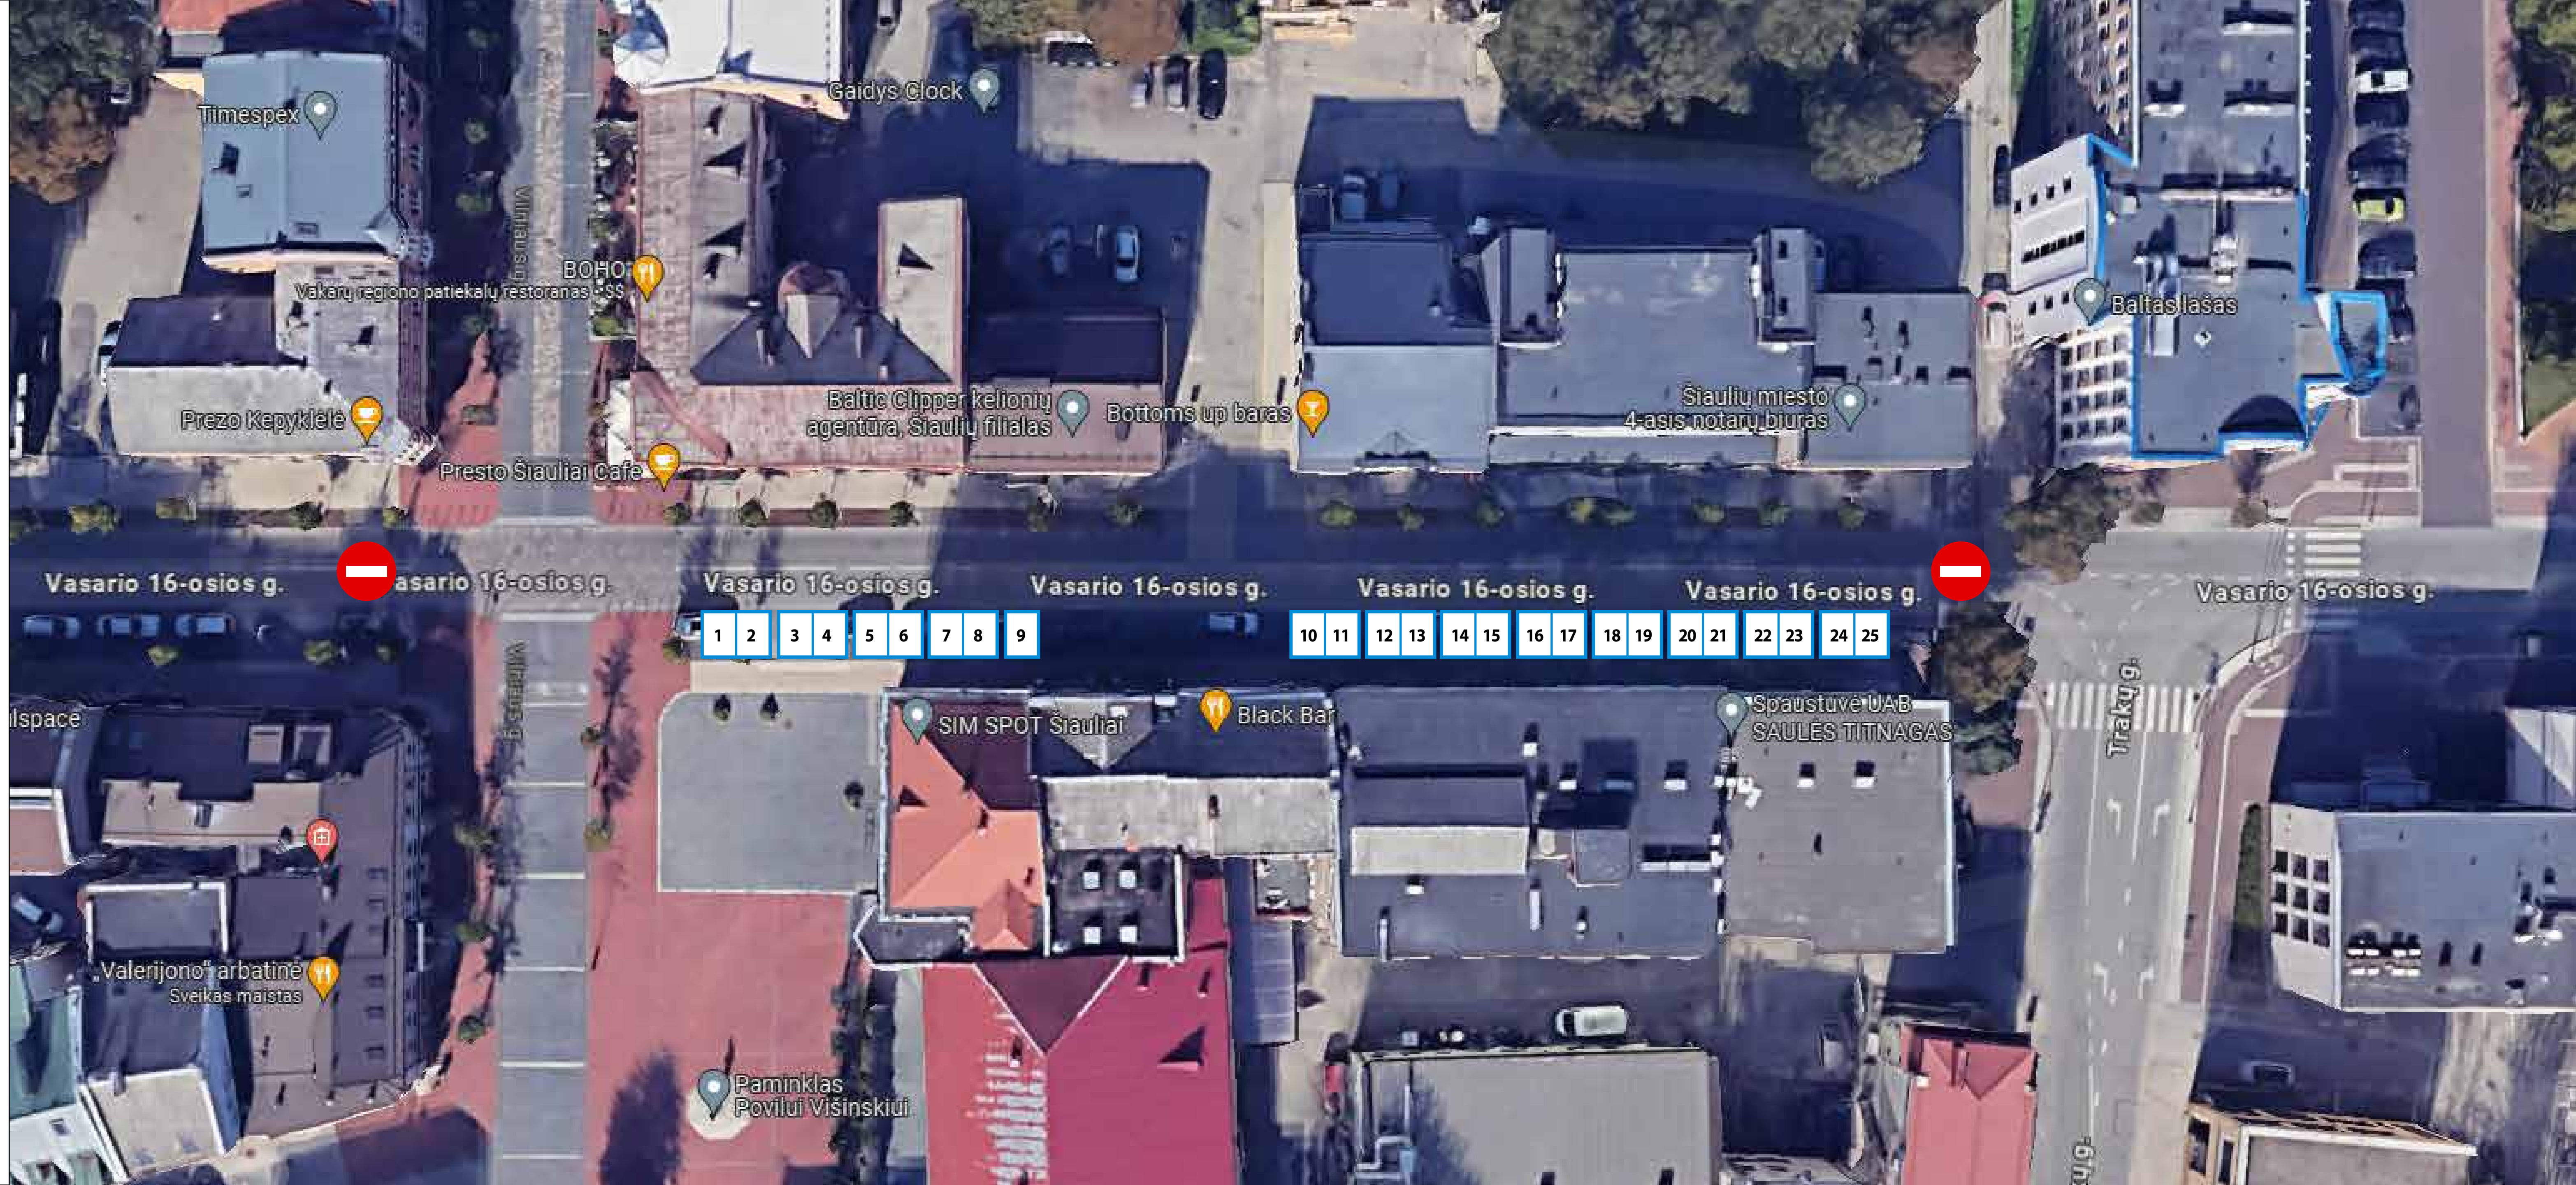 Timespex
Gaidys Clock
Vilniaus g.
BOHO
Vakarų regiono patiekalų restoranas • $$
Baltas lašas
Prezo Kepyklėlė
Presto Šiauliai Cafe
Baltic Clipper kelionių
agentūra, Šiaulių filialas
Bottoms up baras
Šiaulių miesto
4-asis notarų biuras
Vasario 16-osios g.
asario 16-osios g.
Vasario 16-osios g.
Vasario 16-osios g.
Vasario 16-osios g.
Vasario 16-osios g.
Vasario 16-osios g.
1 2 3 4 5 6 7 8 9 10 11 12 13 14 15 16 17 18 19 20 21 22 23 24 25
Vilniaus g.
ilspace
SIM SPOT Šiauliai
Black Bar
Spaustuvė UAB
SAULĖS TITNAGAS
Trakų g.
„Valerijono“ arbatinė
Sveikas maistas
Paminklas
Povilui Višinskiui
kų g.